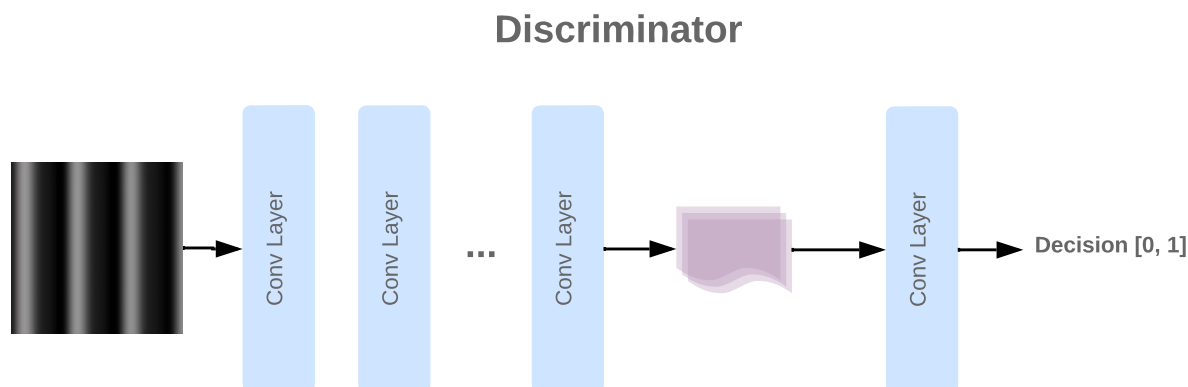 Discriminator
Conv Layer
Conv Layer
...
Conv Layer
Conv Layer
Decision [0, 1]